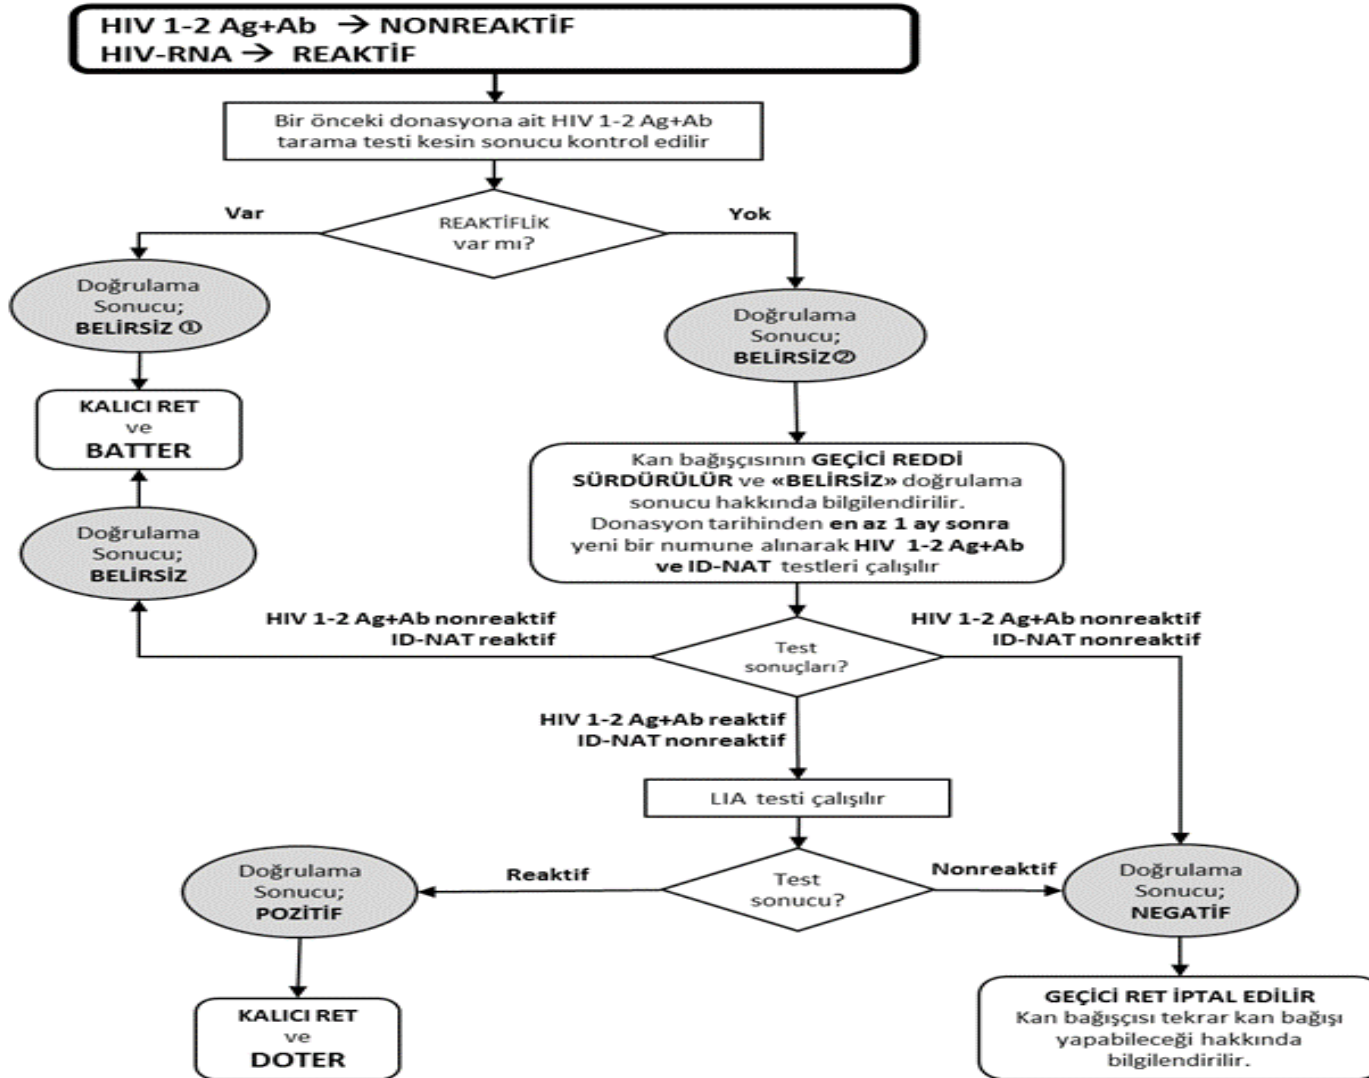 HIV 1-2 Ag+Ab → NONREAKTİF
HIV-RNA → REAKTİF
Bir önceki donasyona ait HIV 1-2 Ag+Ab
tarama testi kesin sonucu kontrol edilir
Var
REAKTİFLİK
var mı?
Yok
Doğrulama
Sonucu;
BELİRSİZ ①
Doğrulama
Sonucu;
BELİRSİZ②
KALICI RET
ve
BATTER
Kan bağışçısının GEÇİCİ REDDİ
SÜRDÜRÜLÜR ve «BELİRSİZ» doğrulama
sonucu hakkında bilgilendirilir.
Donasyon tarihinden en az 1 ay sonra
yeni bir numune alınarak HIV 1-2 Ag+Ab
ve ID-NAT testleri çalışılır
Doğrulama
Sonucu;
BELİRSİZ
HIV 1-2 Ag+Ab nonreaktif
ID-NAT reaktif
Test
sonuçları?
HIV 1-2 Ag+Ab nonreaktif
ID-NAT nonreaktif
HIV 1-2 Ag+Ab reaktif
ID-NAT nonreaktif
LIA testi çalışılır
Doğrulama
Sonucu;
POZİTİF
Reaktif
Test
sonucu?
Nonreaktif
Doğrulama
Sonucu;
NEGATİF
KALICI RET
ve
DOTER
GEÇİCİ RET İPTAL EDİLİR
Kan bağışçısı tekrar kan bağışı
yapabileceği hakkında
bilgilendirilir.